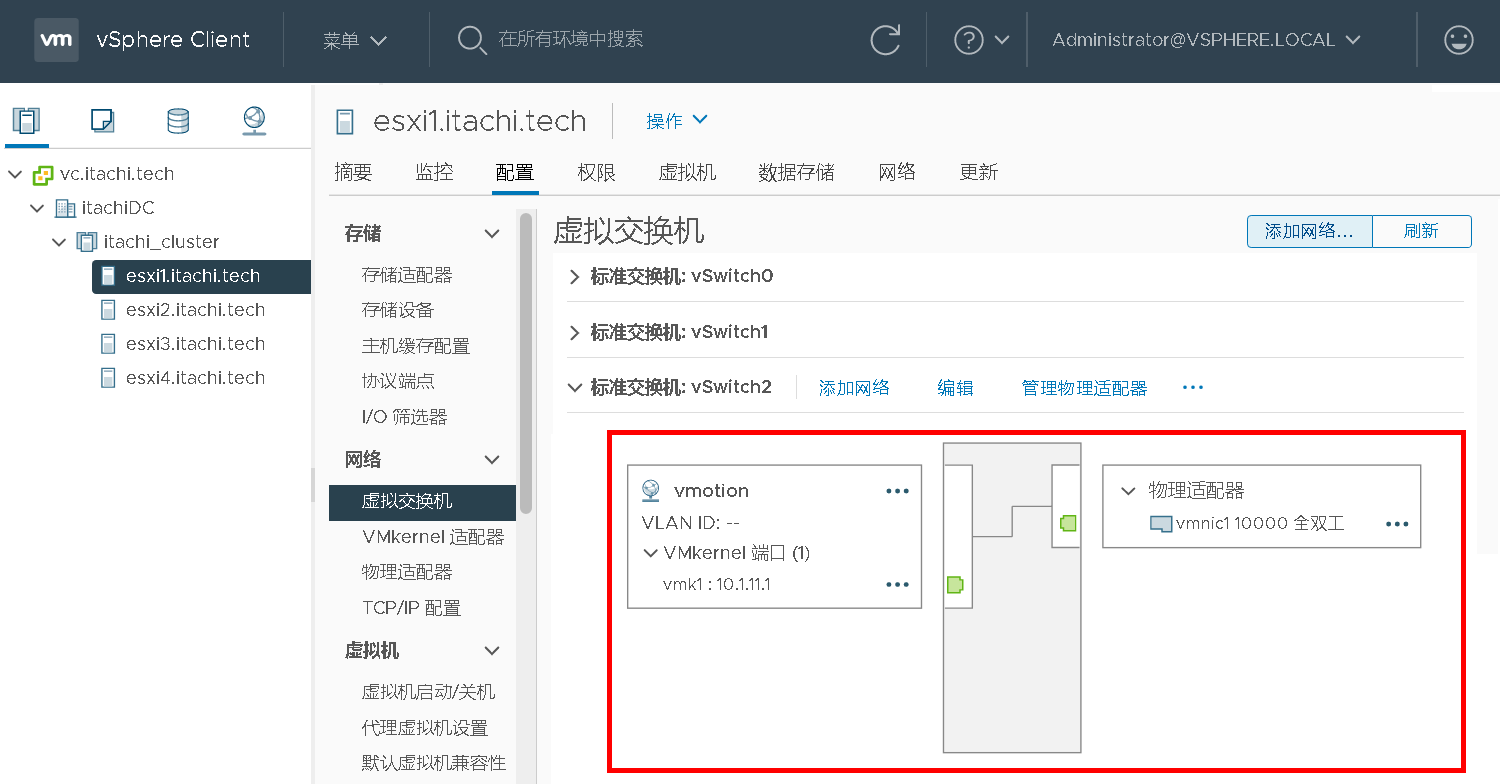 vm vSphere Client 菜单 在所有环境中搜索 Administrator@VSPHERE.LOCAL
vc.itachi.tech
itachiDC
itachi_cluster
esxi1.itachi.tech
esxi2.itachi.tech
esxi3.itachi.tech
esxi4.itachi.tech
esxi1.itachi.tech 操作
摘要 监控 配置 权限 虚拟机 数据存储 网络 更新
存储
存储适配器
存储设备
主机缓存配置
协议端点
I/O 筛选器
网络
虚拟交换机
VMkernel 适配器
物理适配器
TCP/IP 配置
虚拟机
虚拟机启动/关机
代理虚拟机设置
默认虚拟机兼容性
虚拟交换机 添加网络... 刷新
标准交换机: vSwitch0
标准交换机: vSwitch1
标准交换机: vSwitch2 添加网络 编辑 管理物理适配器 ...
vmotion ...
VLAN ID: --
VMkernel 端口 (1)
vmk1 : 10.1.11.1 ...
物理适配器
vmnic1 10000 全双工 ...